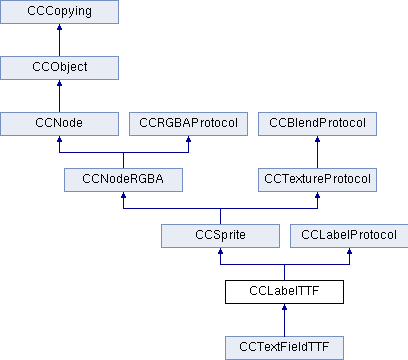 CCCopying
CCObject
CCNode
CCRGBAProtocol
CCBlendProtocol
CCNodeRGBA
CCTextureProtocol
CCSprite
CCLabelProtocol
CCLabelTTF
CCTextFieldTTF